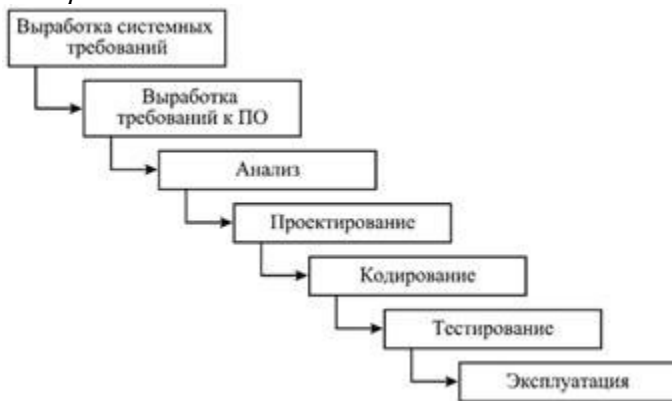 Выработка системных
требований
Выработка
требований к ПО
Анализ
Проектирование
Кодирование
Тестирование
Эксплуатация